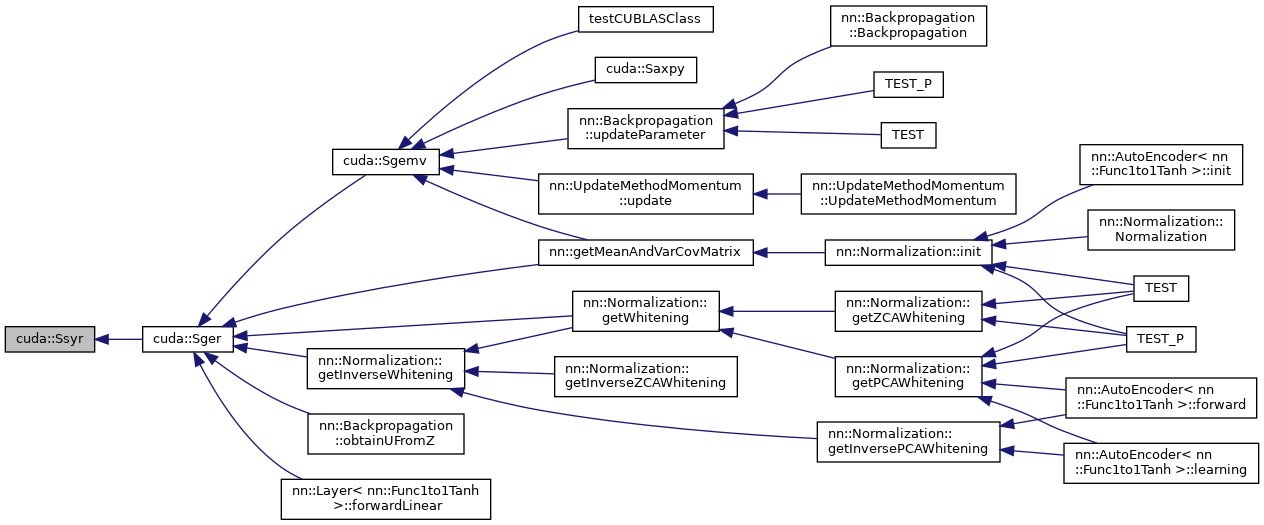 testCUBLASClass
nn::Backpropagation
::Backpropagation
cuda::Saxpy
TEST_P
nn::Backpropagation
::updateParameter
TEST
cuda::Sgemv
nn::AutoEncoder< nn
::Func1to1Tanh >::init
nn::UpdateMethodMomentum
::update
nn::UpdateMethodMomentum
::UpdateMethodMomentum
nn::Normalization::
Normalization
nn::getMeanAndVarCovMatrix
nn::Normalization::init
TEST
nn::Normalization::
getWhitening
nn::Normalization::
getZCAWhitening
cuda::Ssyr
cuda::Sger
TEST_P
nn::Normalization::
getInverseWhitening
nn::Normalization::
getInverseZCAWhitening
nn::Normalization::
getPCAWhitening
nn::AutoEncoder< nn
::Func1to1Tanh >::forward
nn::Backpropagation
::obtainUFromZ
nn::Normalization::
getInversePCAWhitening
nn::AutoEncoder< nn
::Func1to1Tanh >::learning
nn::Layer< nn::Func1to1Tanh
>::forwardLinear